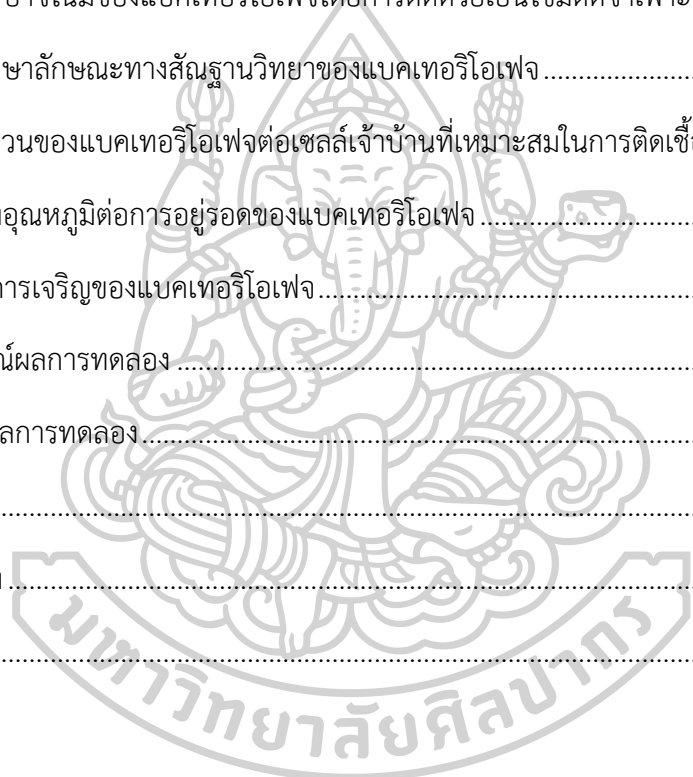 ษาลักษณะทางสัณฐานวิทยาของแบคเทอริโอเฟจ
วนของแบคเทอริโอเฟจต่อเซลล์เจ้าบ้านที่เหมาะสมในการติดเชื้อ
อุณหภูมิต่อการอยู่รอดของแบคเทอริโอเฟจ
การเจริญของแบคเทอริโอเฟจ
ณ์ผลการทดลอง
ลการทดลอง
มหาวิทยาลัยศิลปากร